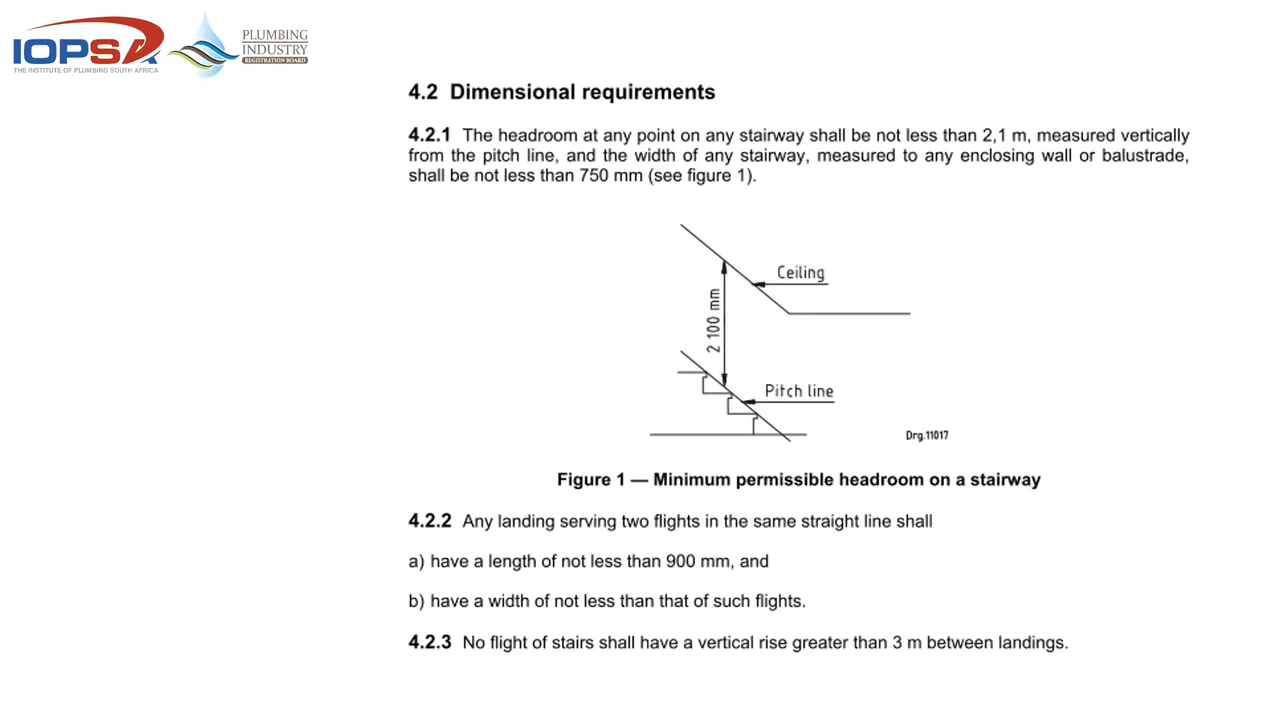 IOPSA
THE INSTITUTE OF PLUMBING SOUTH AFRICA
PLUMBING
INDUSTRY
REGISTRATION BOARD
4.2 Dimensional requirements
4.2.1 The headroom at any point on any stairway shall be not less than 2,1 m, measured vertically
from the pitch line, and the width of any stairway, measured to any enclosing wall or balustrade,
shall be not less than 750 mm (see figure 1).
Ceiling
2 100 mm
Pitch line
Drg.11017
Figure 1 — Minimum permissible headroom on a stairway
4.2.2 Any landing serving two flights in the same straight line shall
a) have a length of not less than 900 mm, and
b) have a width of not less than that of such flights.
4.2.3 No flight of stairs shall have a vertical rise greater than 3 m between landings.